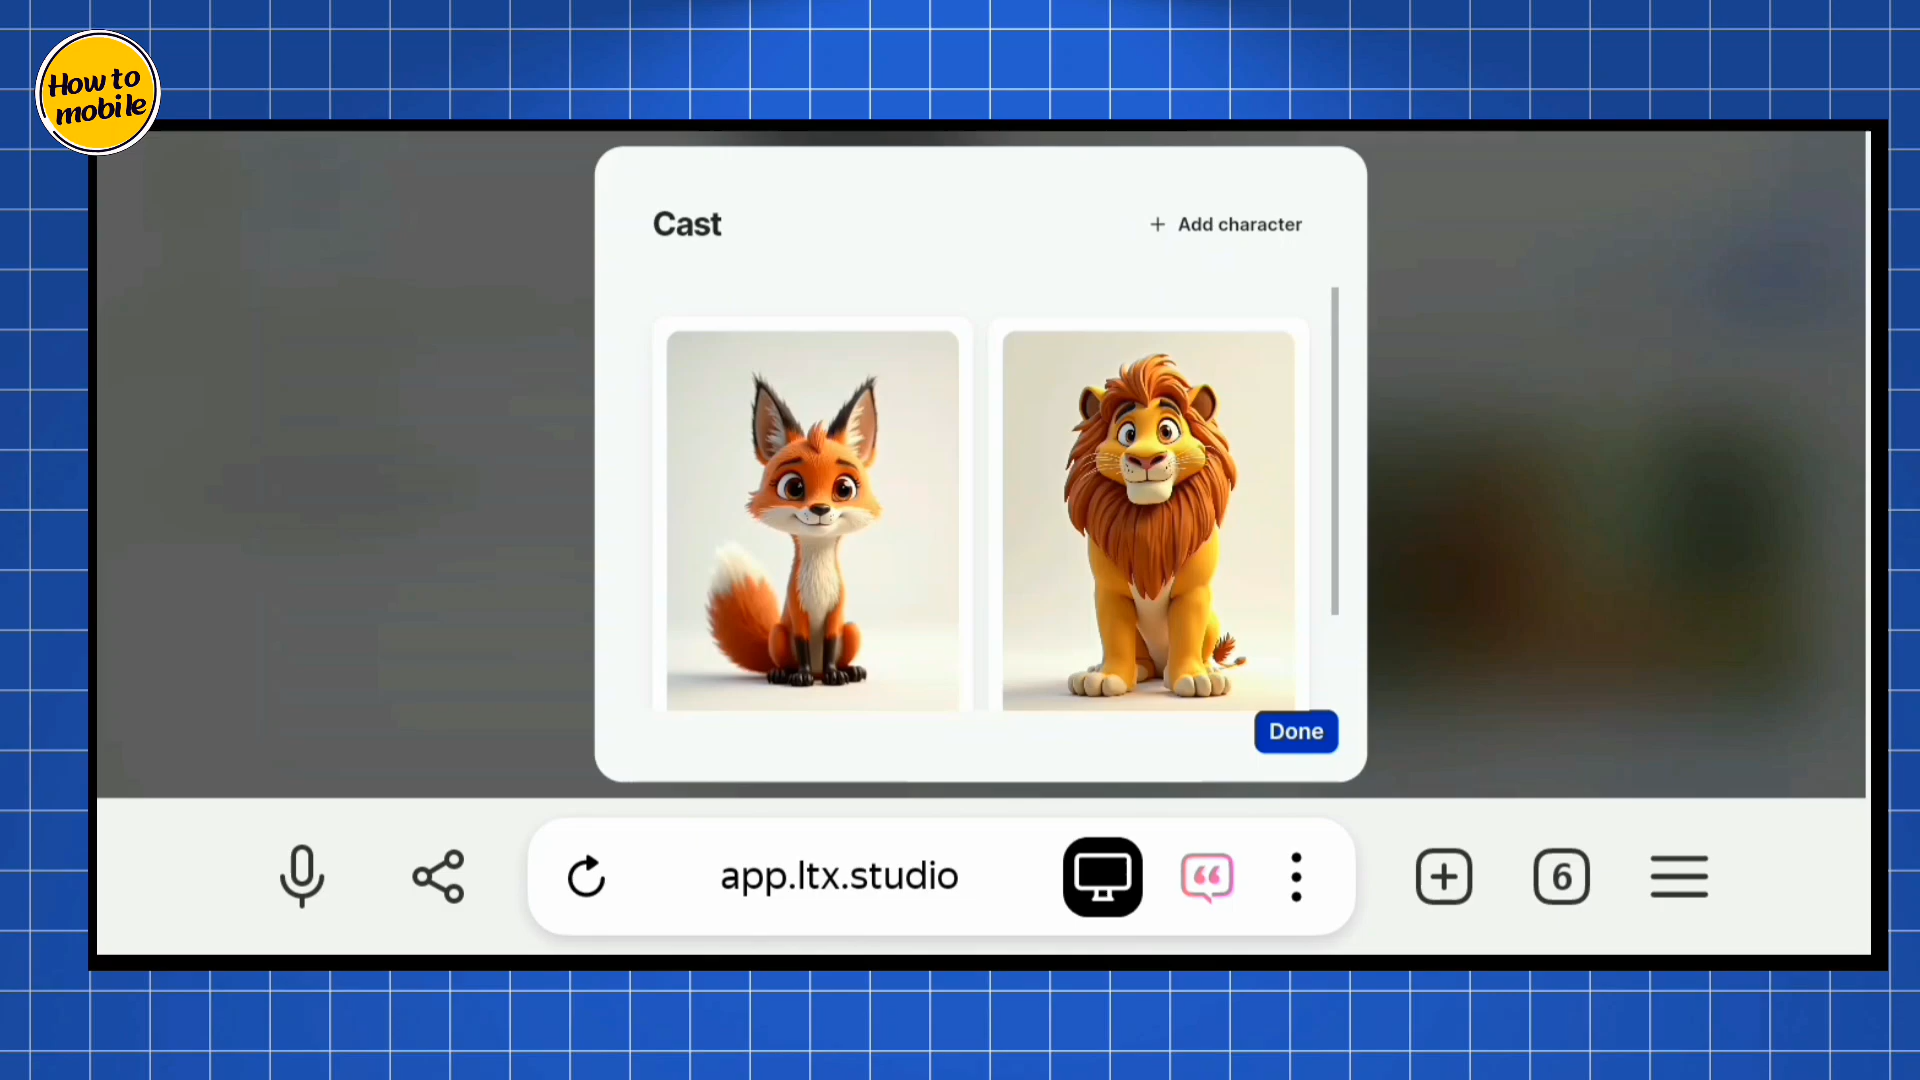 How to
mobile
Cast
+ Add character
Done
app.ltx.studio
6